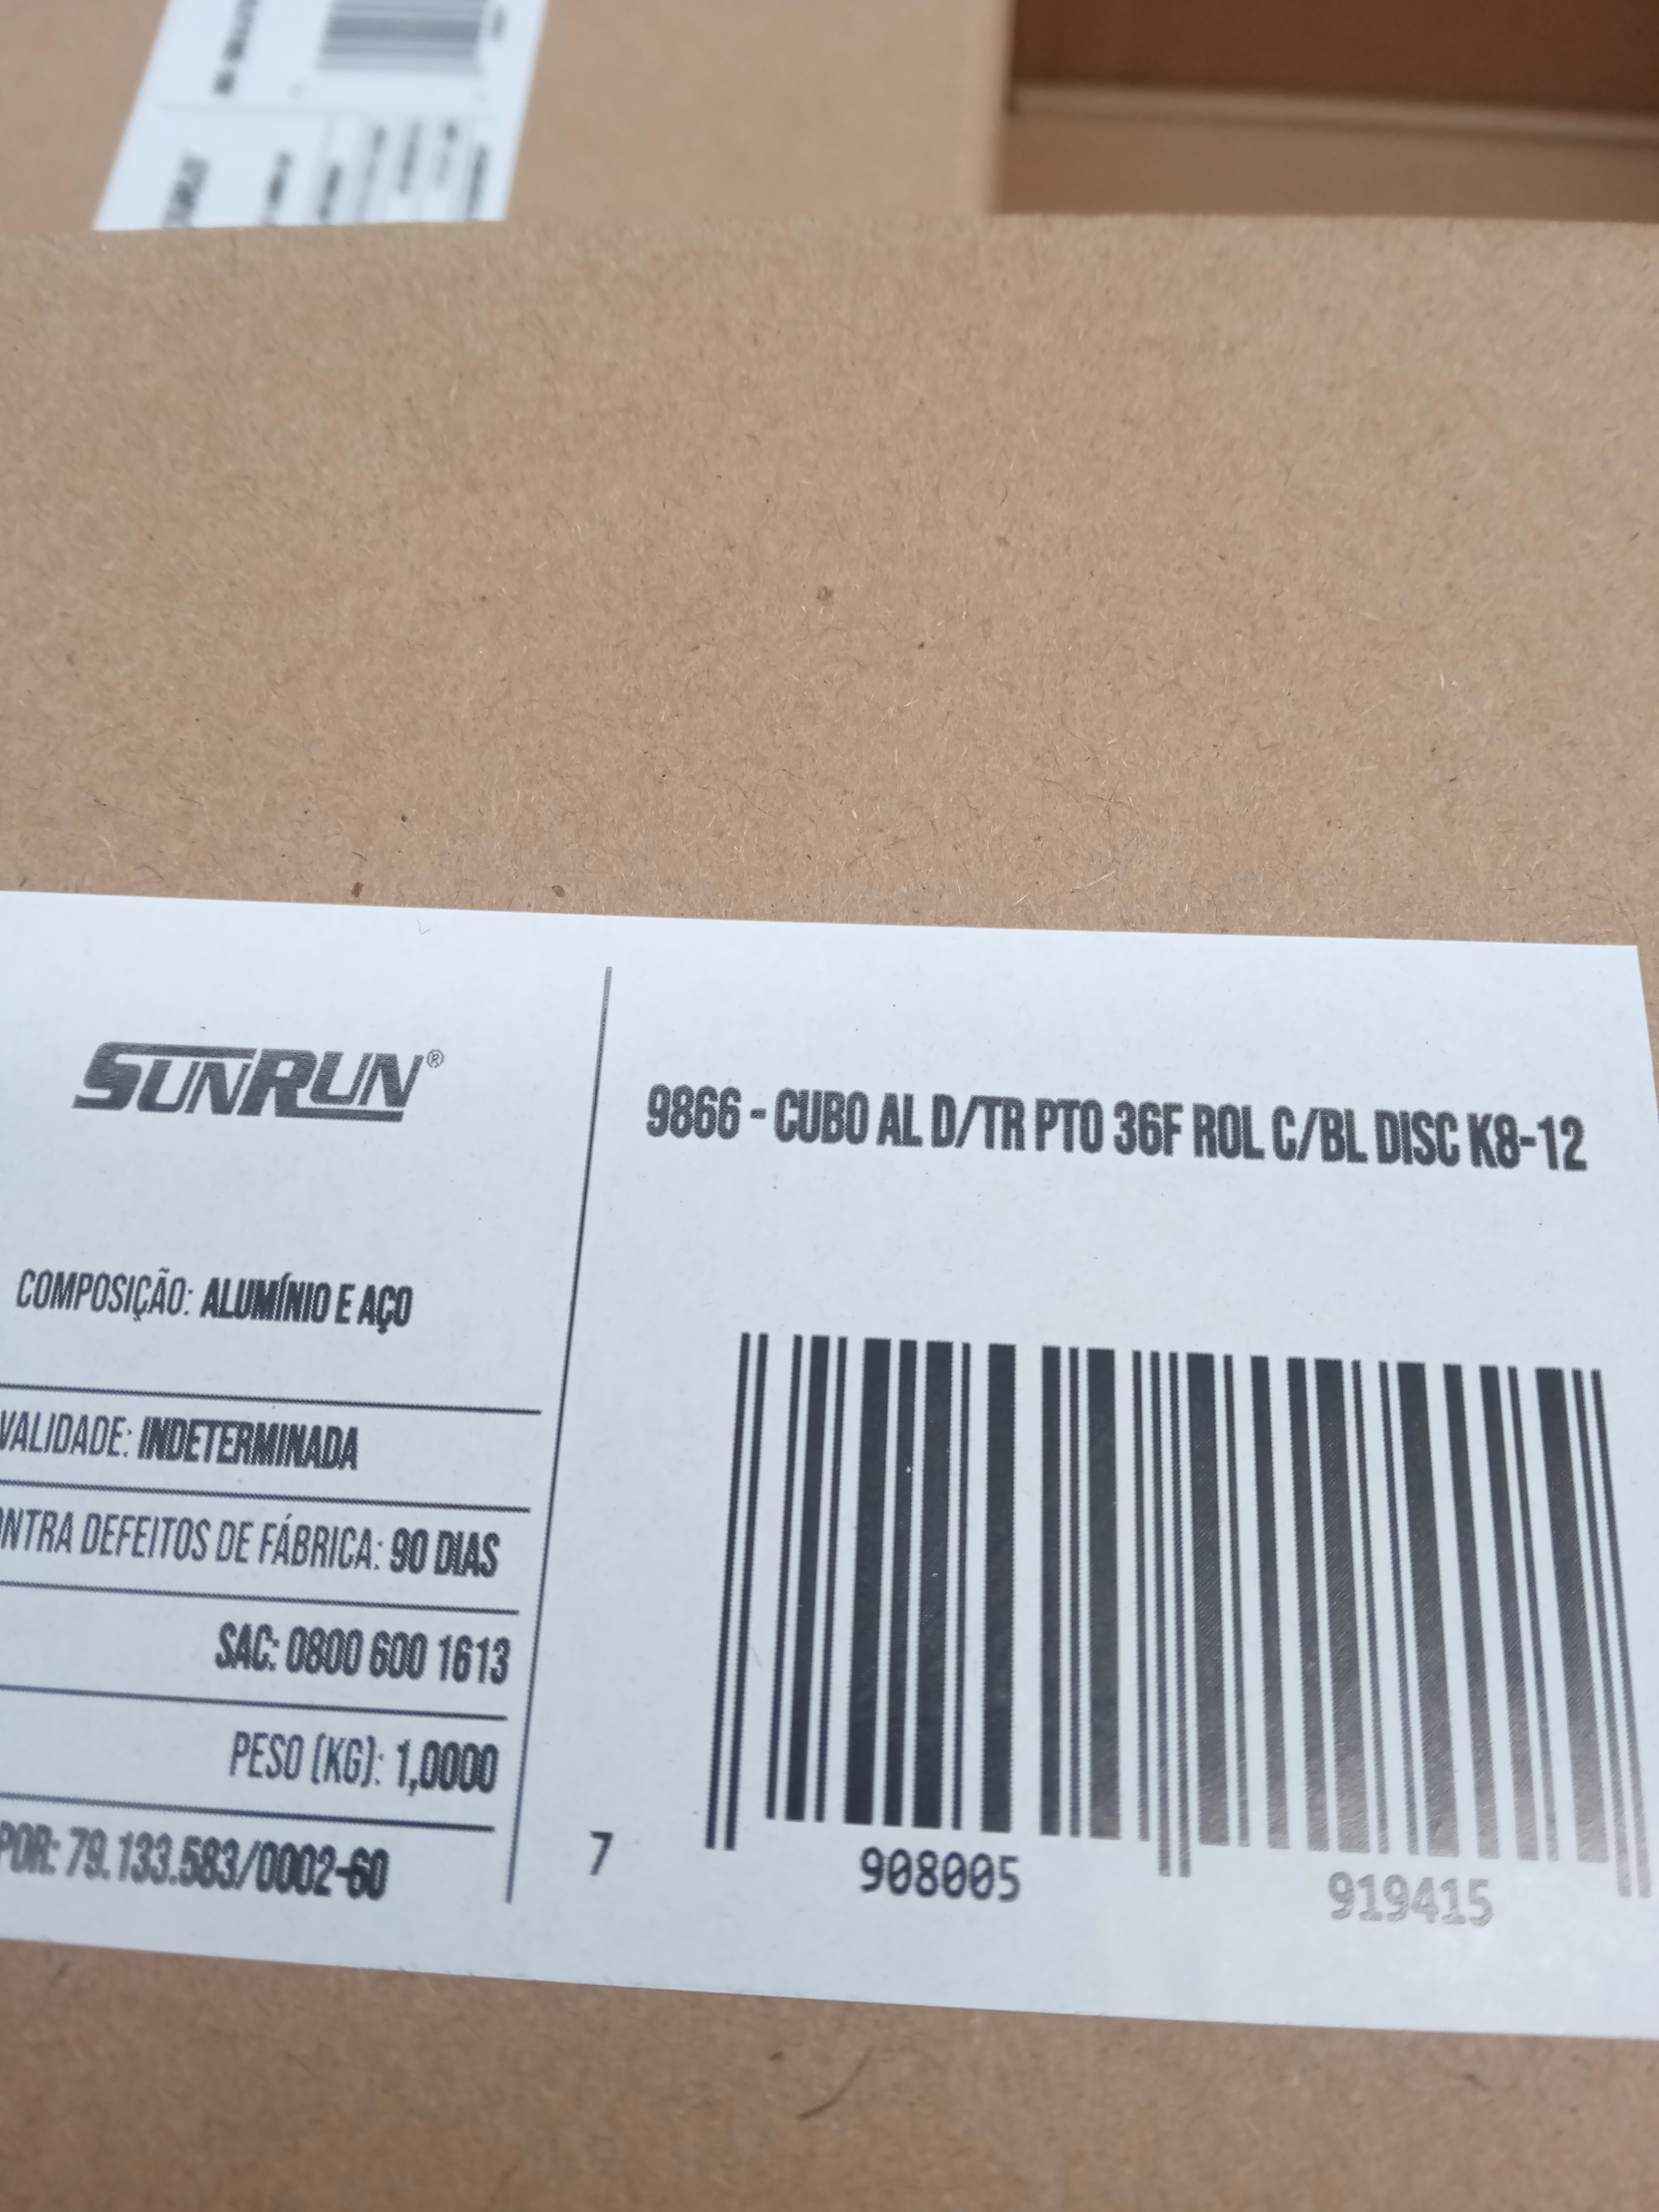 SUNRUN®
COMPOSIÇÃO: ALUMÍNIO E AÇO
VALIDADE: INDETERMINADA
DEFEITOS DE FÁBRICA: 90 DIAS
SAC: 0800 600 1613
PESO (KG): 1,0000
POR: 79.133.583/0002-60
9866 - CUBO AL D/TR PTO 36F ROL C/BL DISC K8-12
7 908005 919415